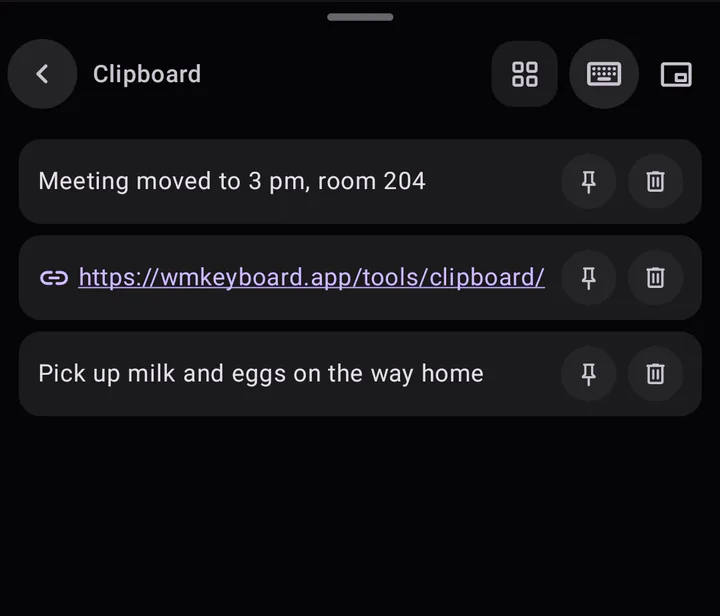 Clipboard
Meeting moved to 3 pm, room 204
https://wmkeyboard.app/tools/clipboard/
Pick up milk and eggs on the way home